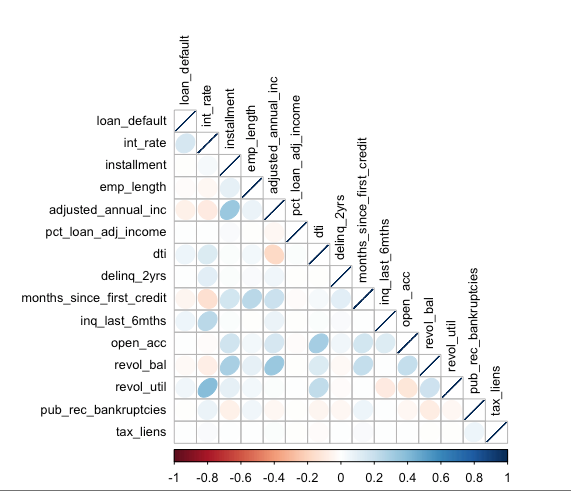 loan_default
int_rate
installment
emp_length
adjusted_annual_inc
pct_loan_adj_income
dti
delinq_2yrs
months_since_first_credit
inq_last_6mths
open_acc
revol_bal
revol_util
pub_rec_bankruptcies
tax_liens
loan_default
int_rate
installment
emp_length
adjusted_annual_inc
pct_loan_adj_income
dti
delinq_2yrs
months_since_first_credit
inq_last_6mths
open_acc
revol_bal
revol_util
pub_rec_bankruptcies
tax_liens
-1 -0.8 -0.6 -0.4 -0.2 0 0.2 0.4 0.6 0.8 1